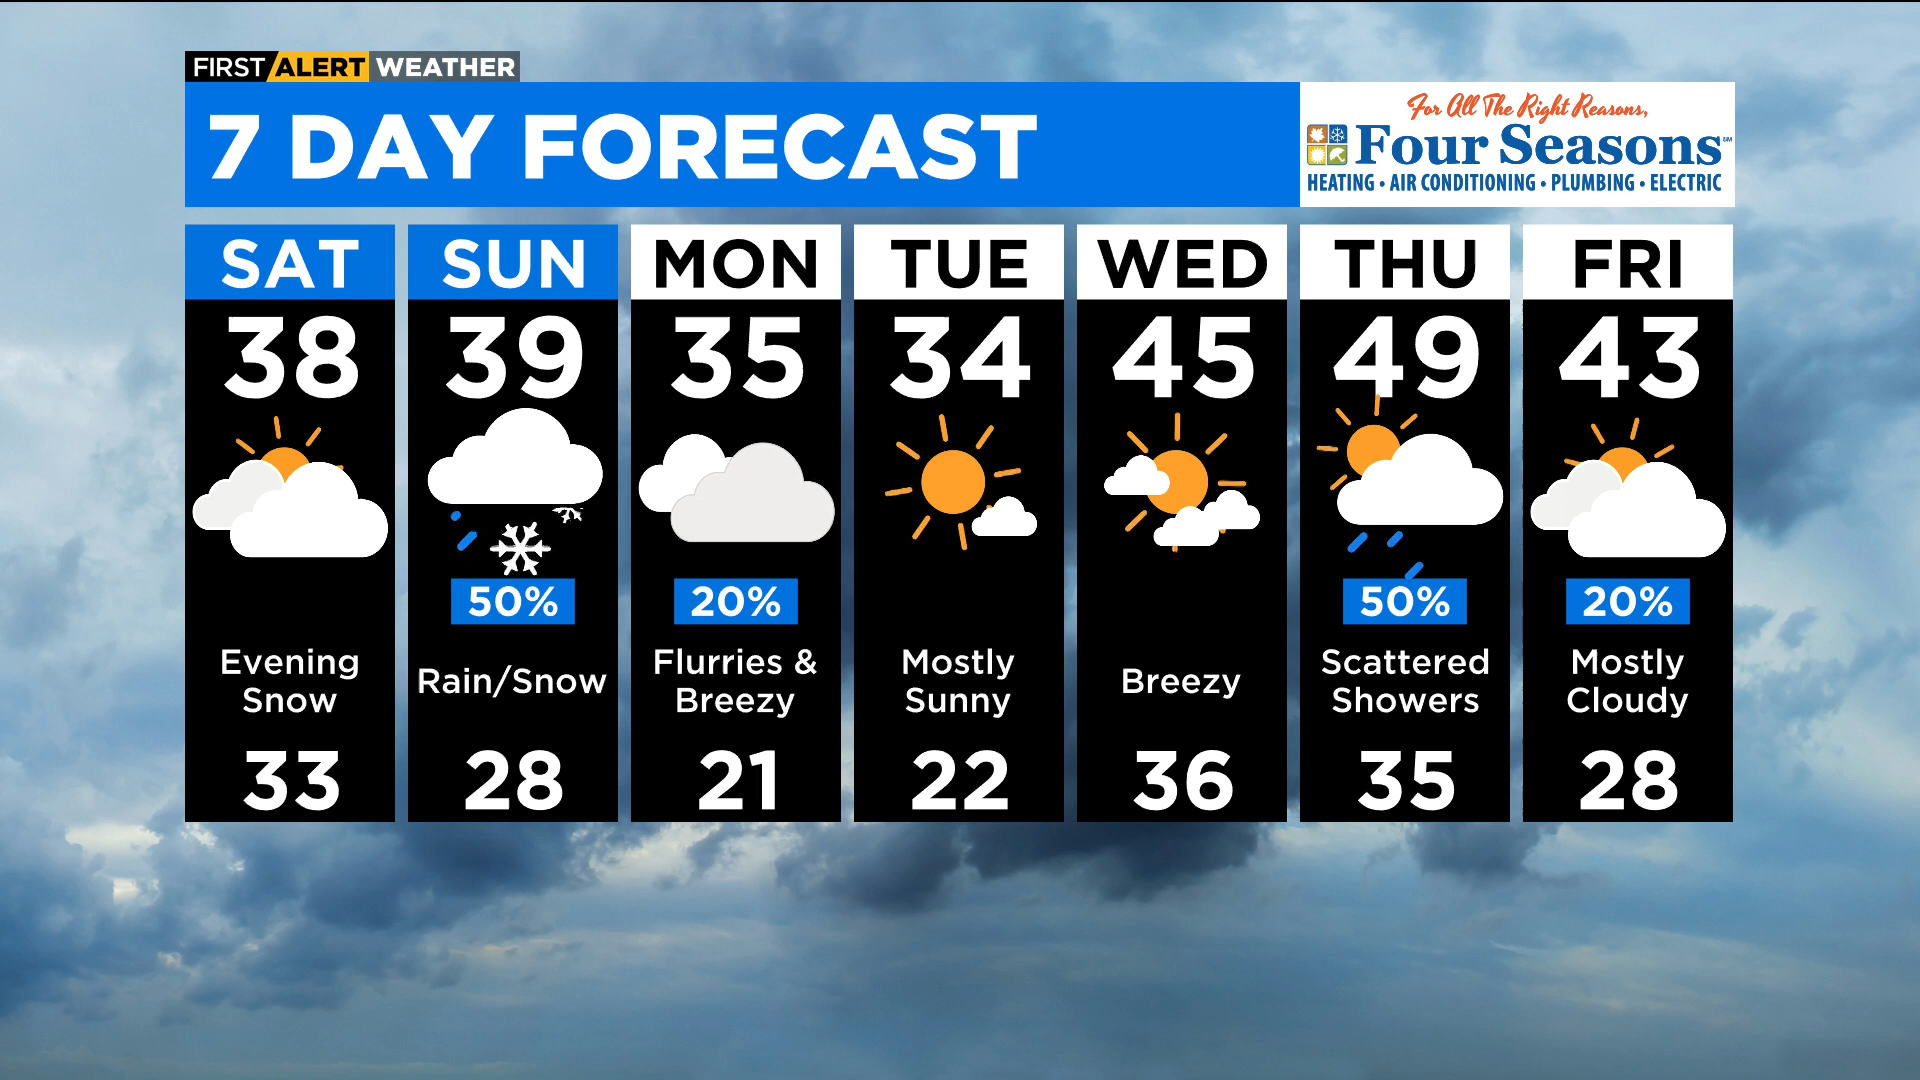 FIRST ALERT WEATHER
7 DAY FORECAST
For All The Right Reasons,
Four Seasons℠
HEATING • AIR CONDITIONING • PLUMBING • ELECTRIC
SAT
38
Evening
Snow
33
SUN
39
50%
Rain/Snow
28
MON
35
20%
Flurries &
Breezy
21
TUE
34
Mostly
Sunny
22
WED
45
Breezy
36
THU
49
50%
Scattered
Showers
35
FRI
43
20%
Mostly
Cloudy
28